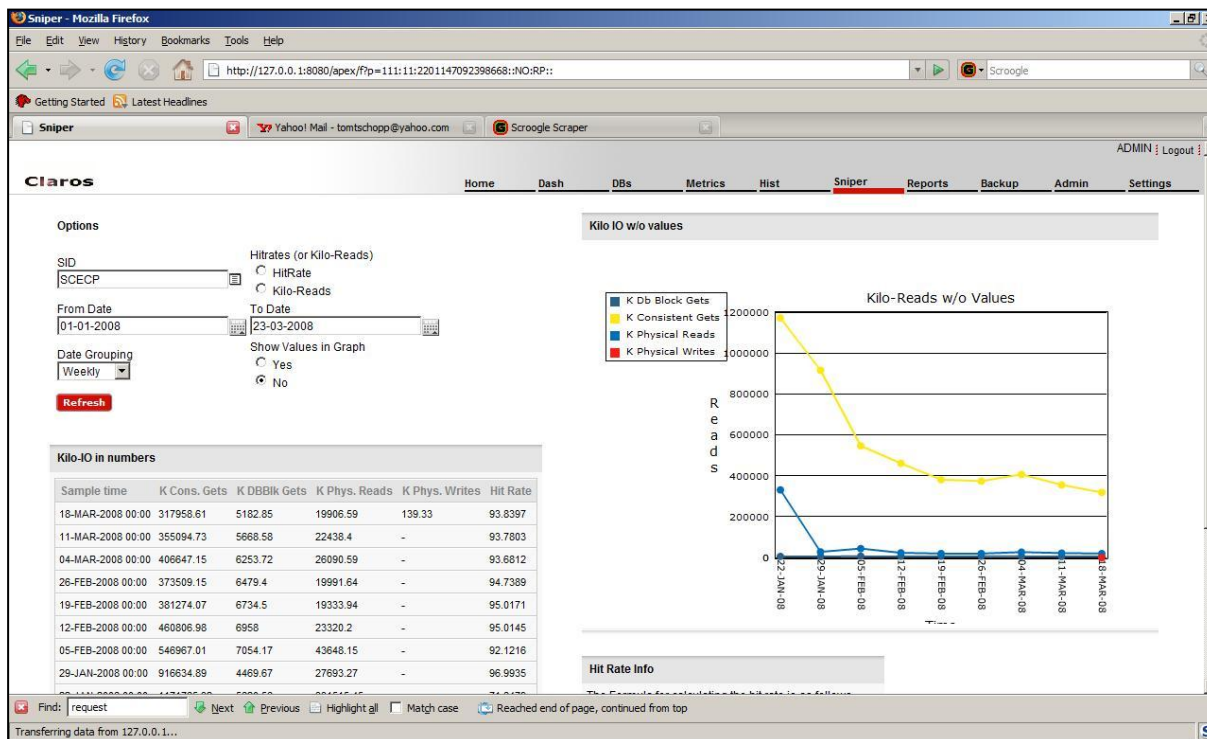 Sniper - Mozilla Firefox
File Edit View History Bookmarks Tools Help
http://127.0.0.1:8080/apex/f?p=111:11:2201147092398668::NO:RP::
Scroogle
Getting Started Latest Headlines
Sniper
Yahoo! Mail - tomtschopp@yahoo.com
Scroogle Scraper
ADMIN Logout
Claros
Home Dash DBs Metrics Hist Sniper Reports Backup Admin Settings
Options
SID
SCECP
Hitrates (or Kilo-Reads)
HitRate
Kilo-Reads
From Date
01-01-2008
To Date
23-03-2008
Date Grouping
Weekly
Show Values in Graph
Yes
No
Refresh
Kilo-IO in numbers
Sample time K Cons. Gets K DBBlk Gets K Phys. Reads K Phys. Writes Hit Rate
18-MAR-2008 00:00 317958.61 5182.85 19906.59 139.33 93.8397
11-MAR-2008 00:00 355094.73 5668.58 22438.4 - 93.7803
04-MAR-2008 00:00 406647.15 6253.72 26090.59 - 93.6812
26-FEB-2008 00:00 373509.15 6479.4 19991.64 - 94.7389
19-FEB-2008 00:00 381274.07 6734.5 19333.94 - 95.0171
12-FEB-2008 00:00 460806.98 6958 23320.2 - 95.0145
05-FEB-2008 00:00 546967.01 7054.17 43648.15 - 92.1216
29-JAN-2008 00:00 916634.89 4469.67 27693.27 - 96.9935
Kilo IO w/o values
Kilo-Reads w/o Values
K Db Block Gets
K Consistent Gets
K Physical Reads
K Physical Writes
1200000
1000000
800000
600000
400000
200000
0
Reads
22-JAN-08
29-JAN-08
05-FEB-08
12-FEB-08
19-FEB-08
26-FEB-08
04-MAR-08
11-MAR-08
18-MAR-08
Time
Hit Rate Info
The Formula for calculating the hit rate is as follows
Find: request Next Previous Highlight all Match case Reached end of page, continued from top
Transferring data from 127.0.0.1...